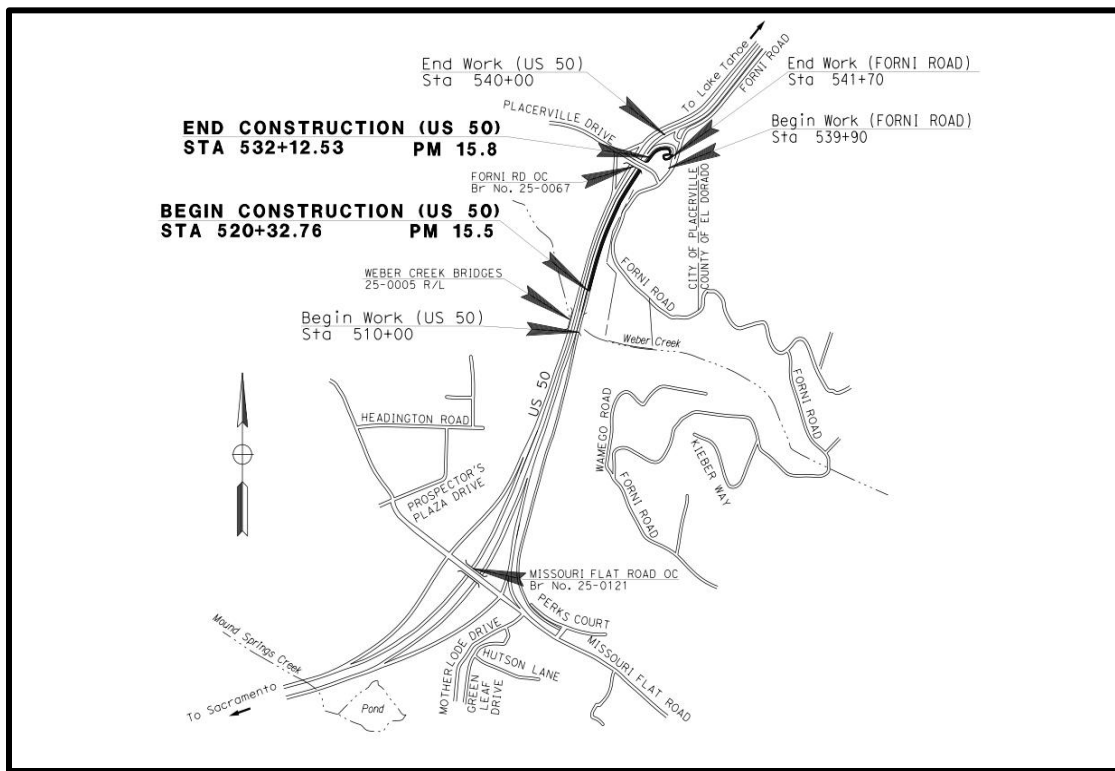 To Lake Tahoe
FORNI ROAD
End Work (US 50)
Sta 540+00
End Work (FORNI ROAD)
Sta 541+70
PLACERVILLE DRIVE
END CONSTRUCTION (US 50)
STA 532+12.53 PM 15.8
Begin Work (FORNI ROAD)
Sta 539+90
FORNI RD OC
Br No. 25-0067
BEGIN CONSTRUCTION (US 50)
STA 520+32.76 PM 15.5
CITY OF PLACERVILLE
COUNTY OF EL DORADO
WEBER CREEK BRIDGES
25-0005 R/L
FORNI ROAD
Begin Work (US 50)
Sta 510+00
Weber Creek
US 50
FORNI ROAD
HEADINGTON ROAD
WAMEGO ROAD
KIEBER WAY
PROSPECTOR'S
PLAZA DRIVE
FORNI ROAD
MISSOURI FLAT ROAD OC
Br No. 25-0121
PERKS COURT
Mound Springs Creek
MOTHERLODE DRIVE
HUTSON LANE
MISSOURI FLAT ROAD
GREEN
LEAF
DRIVE
To Sacramento
Pond